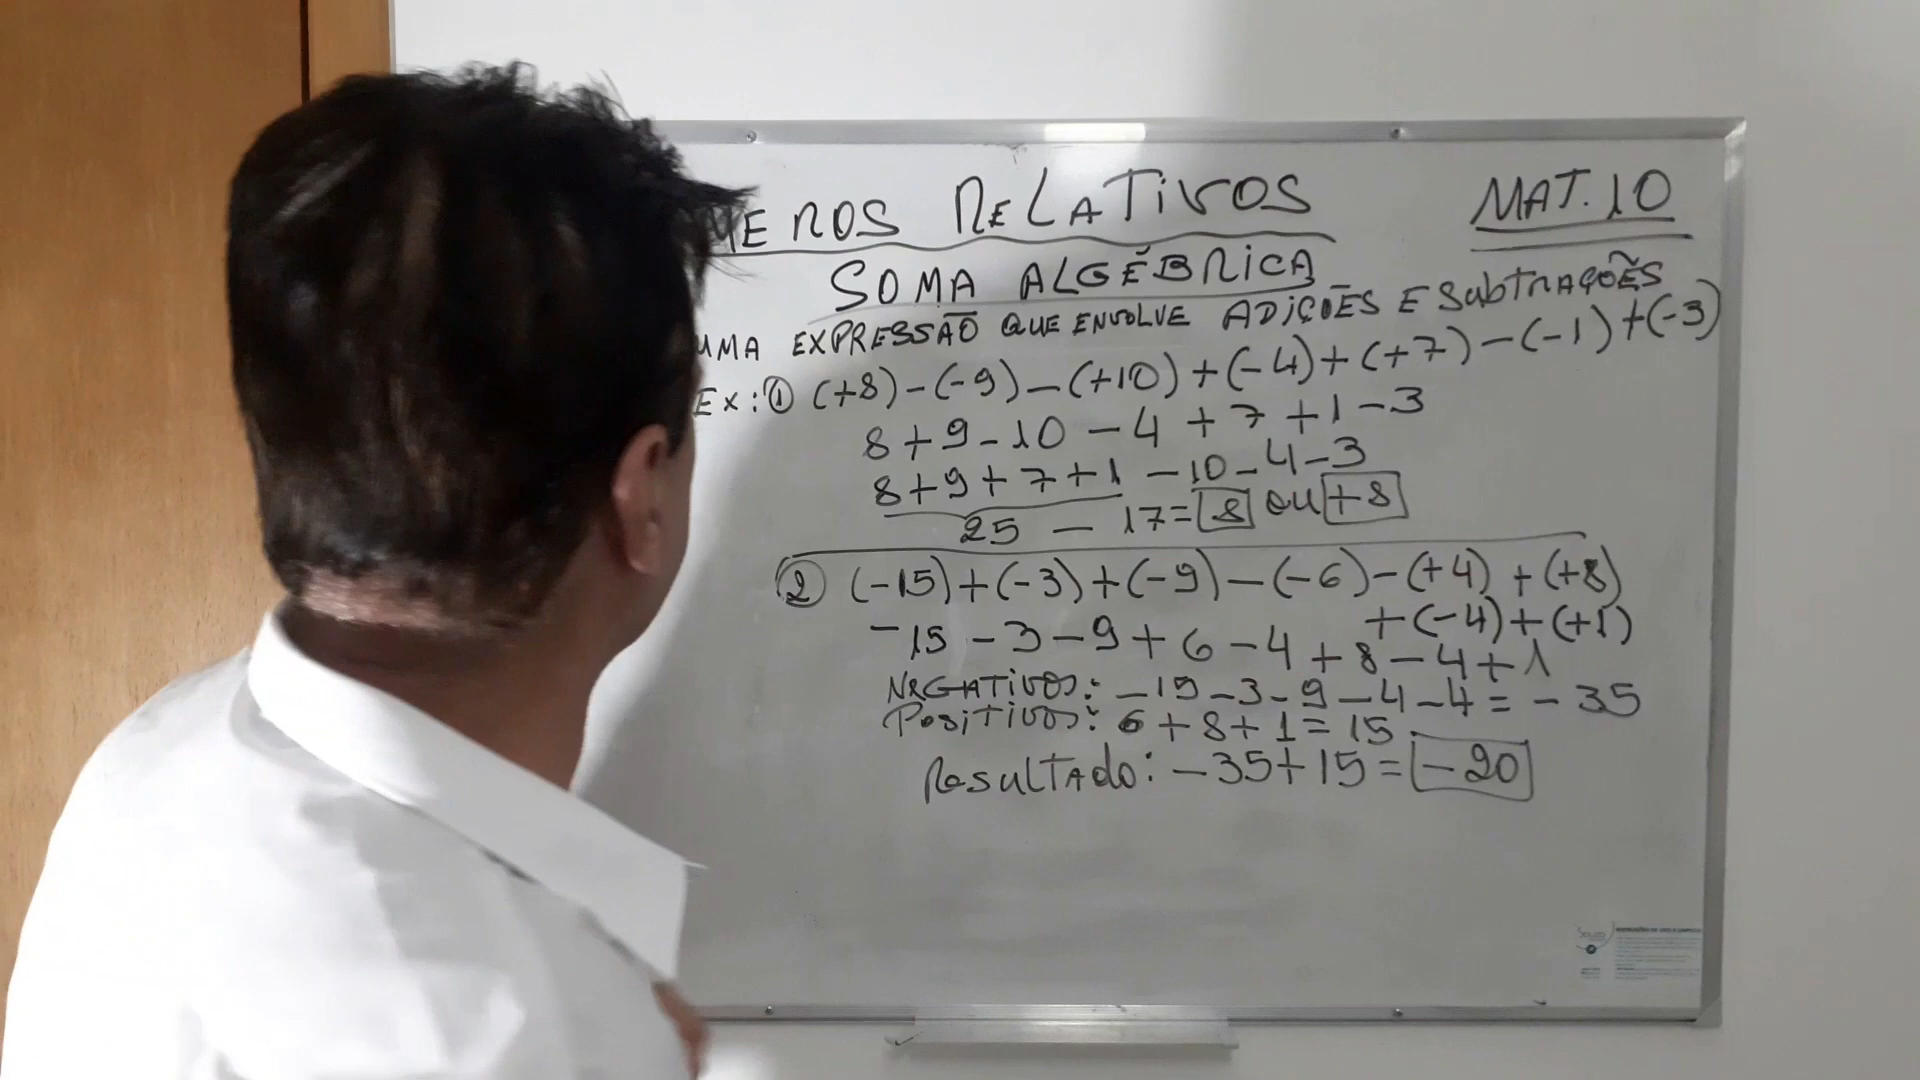 MEROS RELATIVOS MAT.10
SOMA ALGÉBRICA
UMA EXPRESSÃO QUE ENVOLVE ADIÇÕES E SUBTRAÇÕES
Ex: ① (+8)-(-9)-(+10)+(-4)+(+7)-(-1)+(-3)
8+9-10-4+7+1-3
8+9+7+1-10-4-3
25 - 17 = 8 ou +8
② (-15)+(-3)+(-9)-(-6)-(+4)+(+8)
+(-4)+(+1)
-15-3-9+6-4+8-4+1
NEGATIVOS: -15-3-9-4-4=-35
POSITIVOS: 6+8+1=15
Resultado: -35+15=-20